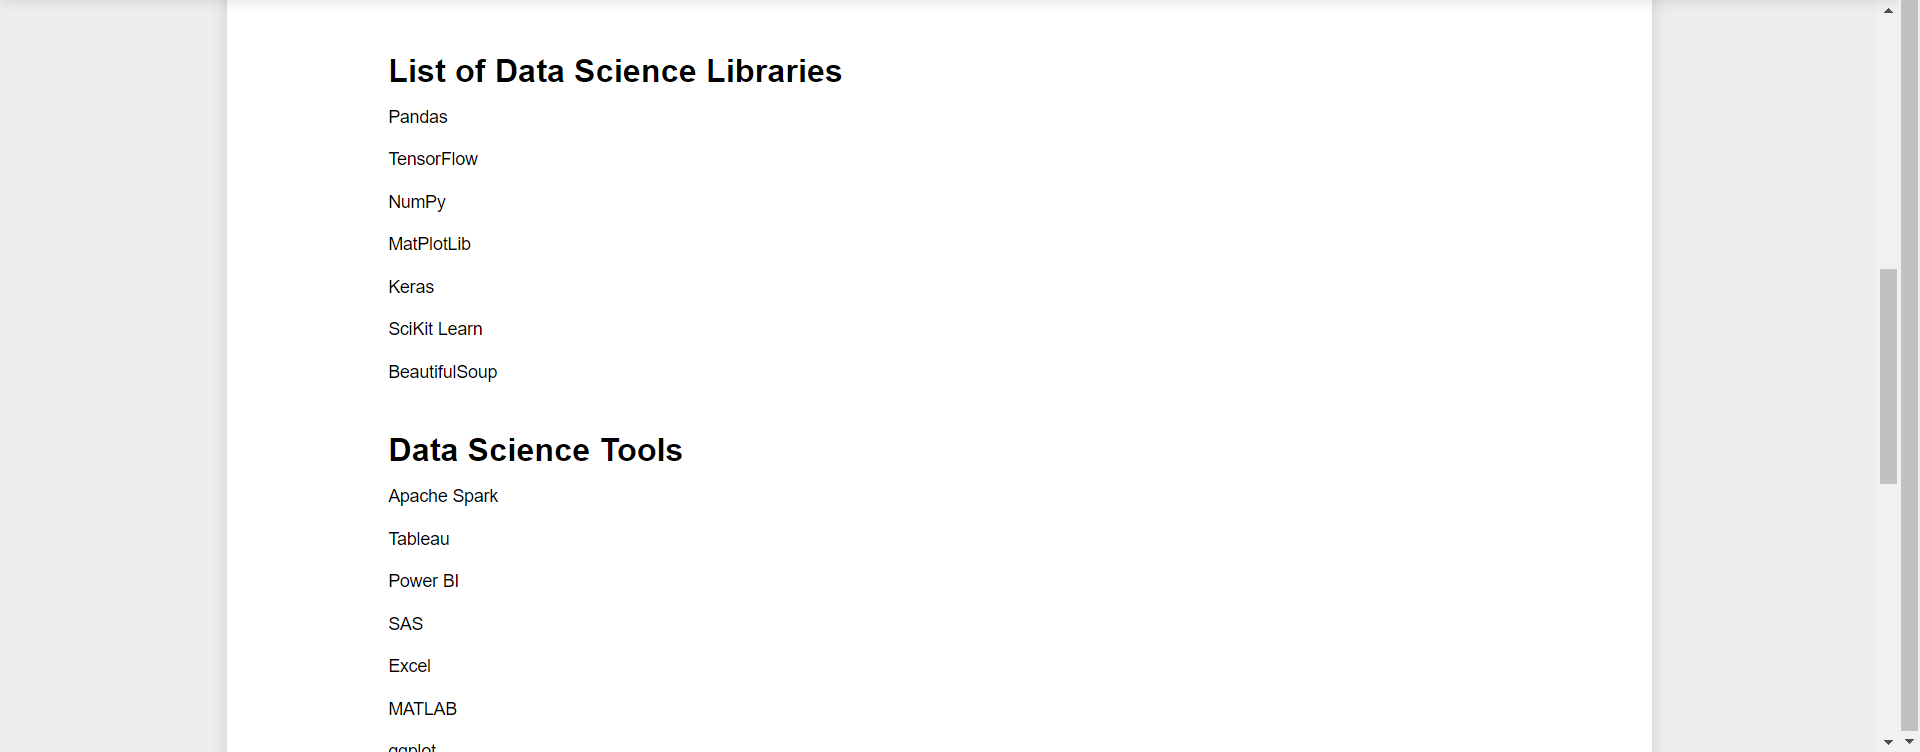 List of Data Science Libraries
Pandas
TensorFlow
NumPy
MatPlotLib
Keras
SciKit Learn
BeautifulSoup
Data Science Tools
Apache Spark
Tableau
Power BI
SAS
Excel
MATLAB
ggplot